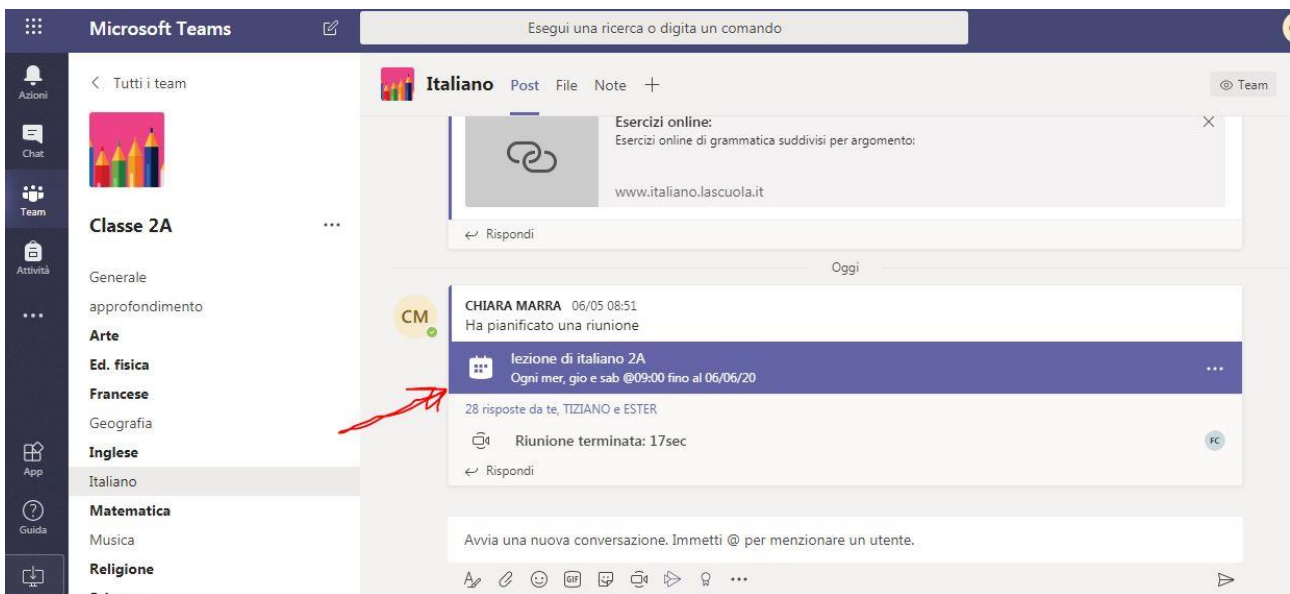 Microsoft Teams
Esegui una ricerca o digita un comando
Azioni
Chat
Team
Attività
App
Guida
Tutti i team
Classe 2A
Generale
approfondimento
Arte
Ed. fisica
Francese
Geografia
Inglese
Italiano
Matematica
Musica
Religione
Italiano Post File Note
Team
Esercizi online:
Esercizi online di grammatica suddivisi per argomento:
www.italiano.lascuola.it
Rispondi
Oggi
CM
CHIARA MARRA 06/05 08:51
Ha pianificato una riunione
lezione di italiano 2A
Ogni mer, gio e sab @09:00 fino al 06/06/20
28 risposte da te, TIZIANO e ESTER
Riunione terminata: 17sec
FC
Rispondi
Avvia una nuova conversazione. Immetti @ per menzionare un utente.
GIF